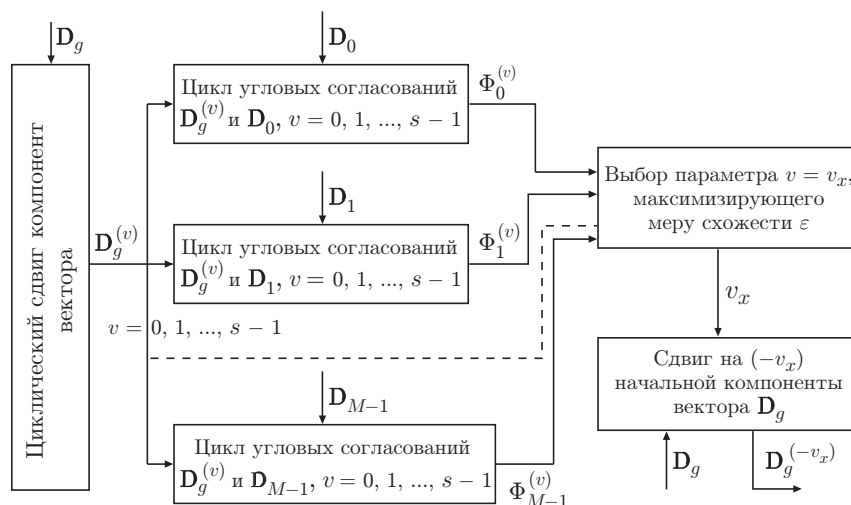 D_g
Циклический сдвиг компонент
вектора
D_g^{(v)}
v = 0, 1, ..., s − 1
D_0
Цикл угловых согласований
D_g^{(v)} и D_0, v = 0, 1, ..., s − 1
Φ_0^{(v)}
D_1
Цикл угловых согласований
D_g^{(v)} и D_1, v = 0, 1, ..., s − 1
Φ_1^{(v)}
D_{M−1}
Цикл угловых согласований
D_g^{(v)} и D_{M−1}, v = 0, 1, ..., s − 1
Φ_{M−1}^{(v)}
Выбор параметра v = v_x,
максимизирующего
меру схожести ε
v_x
Сдвиг на (−v_x)
начальной компоненты
вектора D_g
D_g
D_g^{(−v_x)}